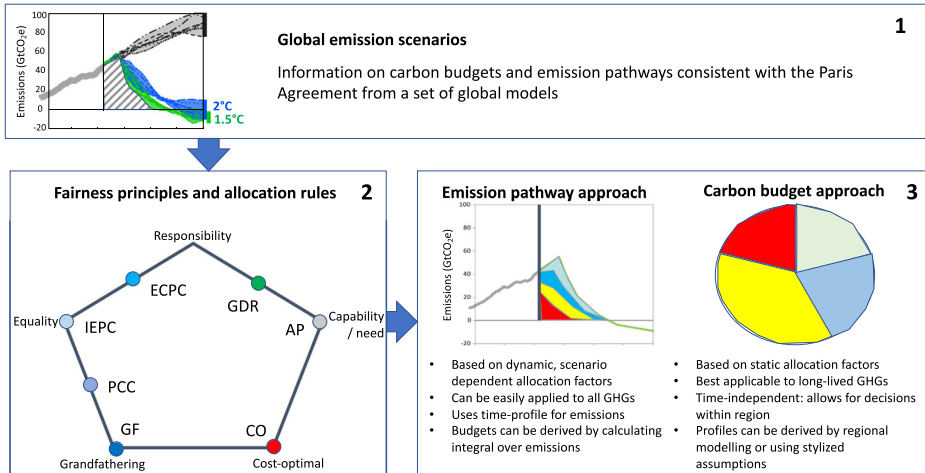 1
Emissions (GtCO2e)
100
80
60
40
20
0
-20
2°C
1.5°C
Global emission scenarios
Information on carbon budgets and emission pathways consistent with the Paris
Agreement from a set of global models
Fairness principles and allocation rules
2
Responsibility
ECPC
GDR
Equality
IEPC
AP
Capability
/ need
PCC
GF
CO
Grandfathering
Cost-optimal
3
Emission pathway approach
Emissions (GtCO2e)
100
80
60
40
20
0
-20
• Based on dynamic, scenario
dependent allocation factors
• Can be easily applied to all GHGs
• Uses time-profile for emissions
• Budgets can be derived by calculating
integral over emissions
Carbon budget approach
• Based on static allocation factors
• Best applicable to long-lived GHGs
• Time-independent: allows for decisions
within region
• Profiles can be derived by regional
modelling or using stylized
assumptions